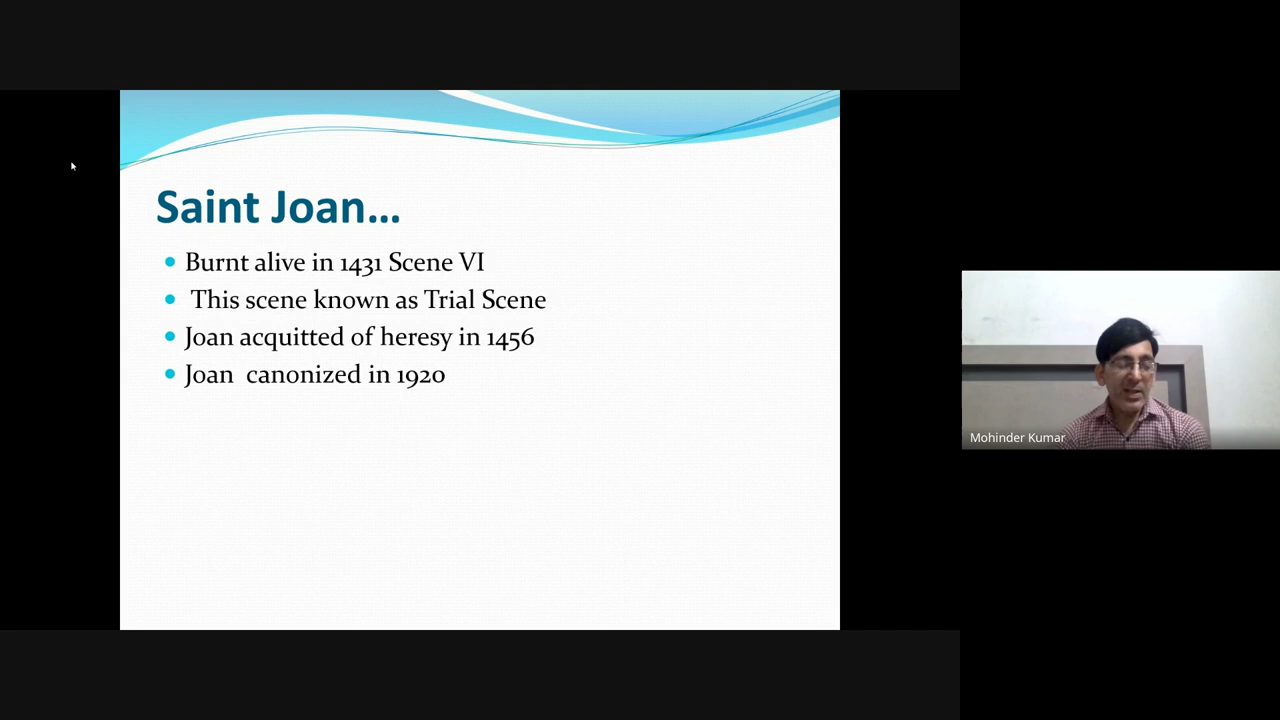 Saint Joan...
Burnt alive in 1431 Scene VI
This scene known as Trial Scene
Joan acquitted of heresy in 1456
Joan canonized in 1920
Mohinder Kumar